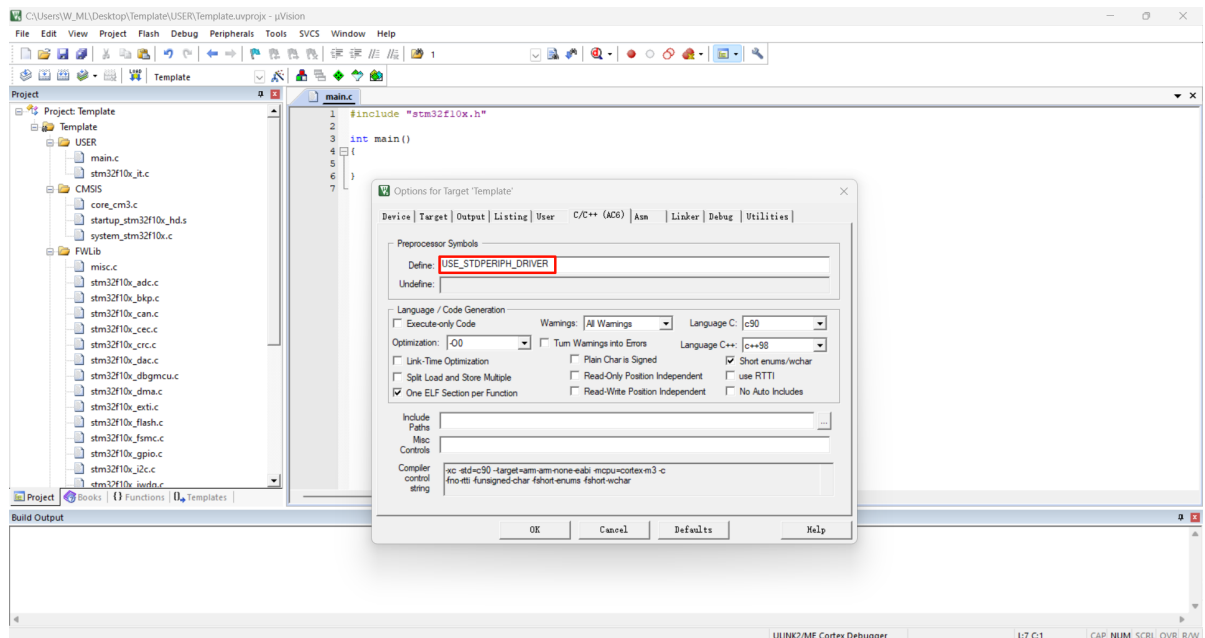 C:\Users\W_ML\Desktop\Template\USER\Template.uvprojx - µVision
File Edit View Project Flash Debug Peripherals Tools SVCS Window Help
1
LOAD Template
Project
Project: Template
Template
USER
main.c
stm32f10x_it.c
CMSIS
core_cm3.c
startup_stm32f10x_hd.s
system_stm32f10x.c
FWLib
misc.c
stm32f10x_adc.c
stm32f10x_bkp.c
stm32f10x_can.c
stm32f10x_cec.c
stm32f10x_crc.c
stm32f10x_dac.c
stm32f10x_dbgmcu.c
stm32f10x_dma.c
stm32f10x_exti.c
stm32f10x_flash.c
stm32f10x_fsmc.c
stm32f10x_gpio.c
stm32f10x_i2c.c
stm32f10x_iwdg.c
Project Books Functions Templates
main.c
1 #include "stm32f10x.h"
2
3 int main()
4 {
5
6 }
7
Options for Target 'Template'
Device Target Output Listing User C/C++ (AC6) Asm Linker Debug Utilities
Preprocessor Symbols
Define: USE_STDPERIPH_DRIVER
Undefine:
Language / Code Generation
Execute-only Code Warnings: All Warnings Language C: c90
Optimization: -O0 Turn Warnings into Errors Language C++: c++98
Link-Time Optimization Plain Char is Signed Short enums/wchar
Split Load and Store Multiple Read-Only Position Independent use RTTI
One ELF Section per Function Read-Write Position Independent No Auto Includes
Include Paths ...
Misc Controls
Compiler control string
-xc -std=c90 --target=arm-arm-none-eabi -mcpu=cortex-m3 -c
-fno-rtti -funsigned-char -fshort-enums -fshort-wchar
OK Cancel Defaults Help
Build Output
ULINK2/ME Cortex Debugger L:7 C:1 CAP NUM SCRL OVR R/W